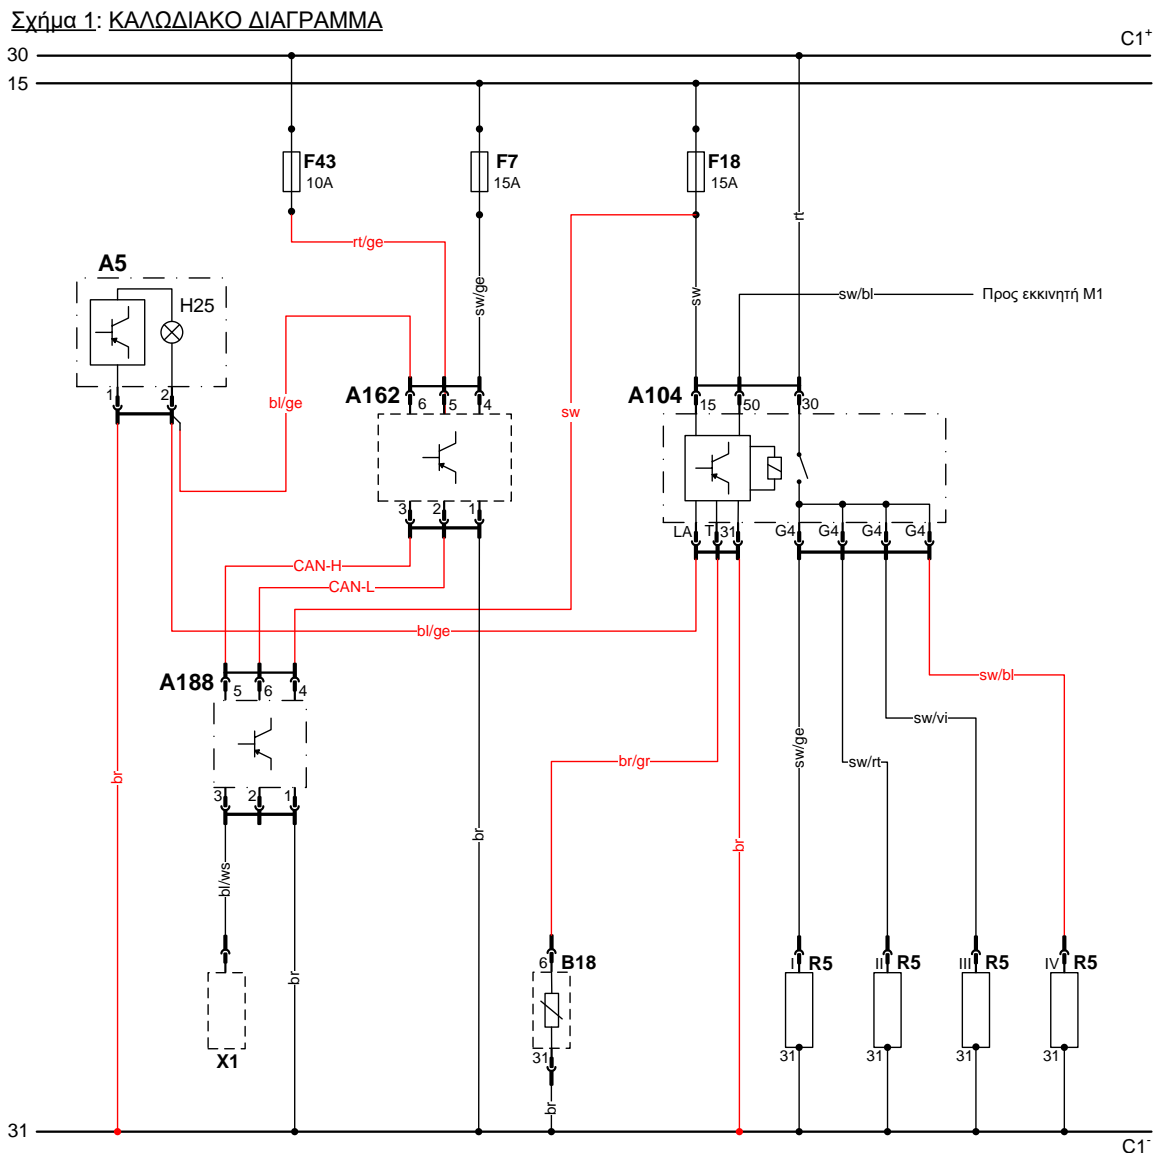 Σχήμα 1: ΚΑΛΩΔΙΑΚΟ ΔΙΑΓΡΑΜΜΑ
C1+
30
15
F43
10A
F7
15A
F18
15A
rt
rt/ge
A5
H25
sw/ge
sw
sw/bl
Προς εκκινητή M1
1
2
bl/ge
A162
6
5
4
sw
A104
15
50
30
3
2
1
LA
T
31
G4
G4
G4
G4
CAN-H
CAN-L
bl/ge
A188
5
6
4
sw/bl
sw/vi
sw/ge
br
br/gr
sw/rt
3
2
1
br
br
bl/ws
6
B18
I
R5
II
R5
III
R5
IV
R5
br
X1
31
31
31
31
31
br
31
C1-